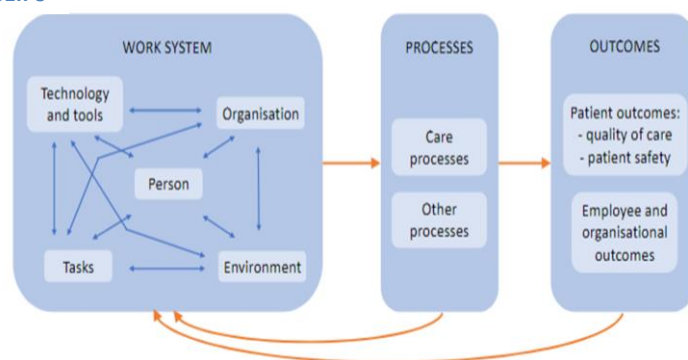 WORK SYSTEM
Technology
and tools
Organisation
Person
Tasks
Environment
PROCESSES
Care
processes
Other
processes
OUTCOMES
Patient outcomes:
- quality of care
- patient safety
Employee and
organisational
outcomes